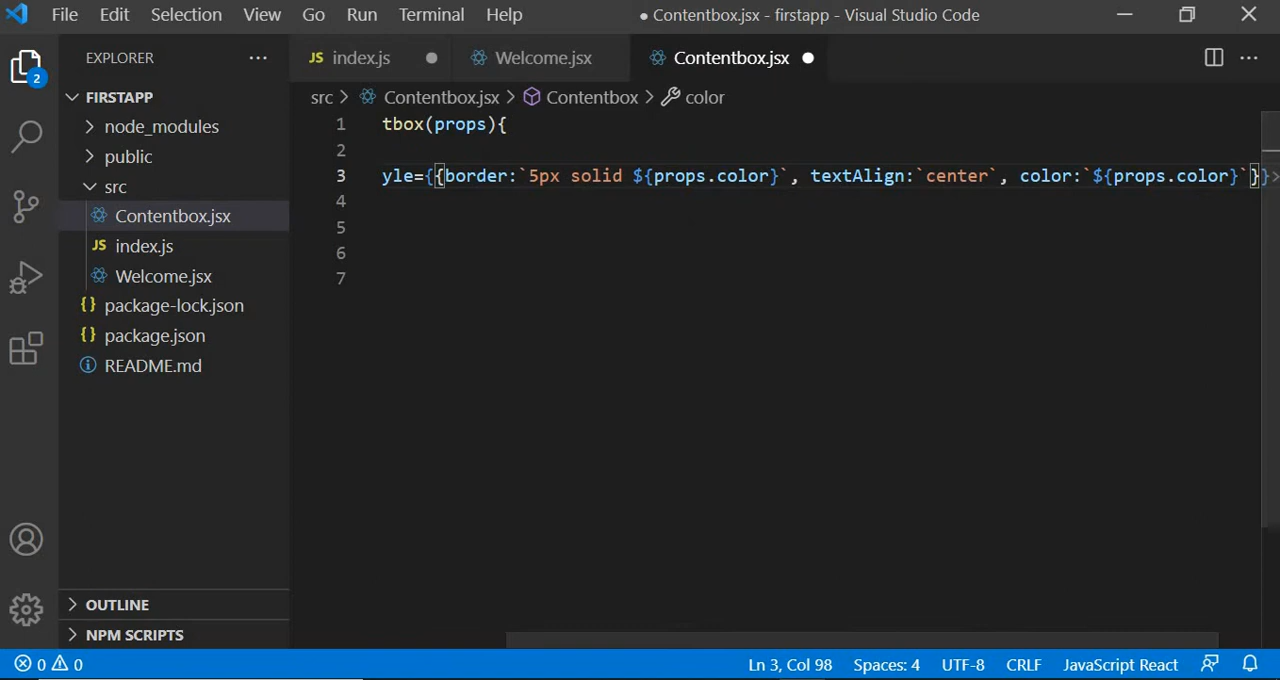 File Edit Selection View Go Run Terminal Help ● Contentbox.jsx - firstapp - Visual Studio Code
2
EXPLORER ···
JS index.js Welcome.jsx Contentbox.jsx
FIRSTAPP
src > Contentbox.jsx > Contentbox > color
node_modules
public
src
Contentbox.jsx
JS index.js
Welcome.jsx
{} package-lock.json
{} package.json
README.md
OUTLINE
NPM SCRIPTS
1 tbox(props){
2
3 yle={{border:`5px solid ${props.color}`, textAlign:`center`, color:`${props.color}`}}>
4
5
6
7
0 0 Ln 3, Col 98 Spaces: 4 UTF-8 CRLF JavaScript React